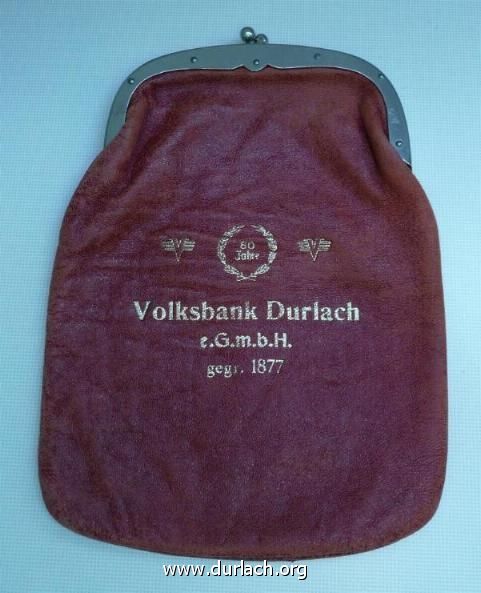 80
Jahre
Volksbank Durlach
e.G.m.b.H.
gegr. 1877
www.durlach.org